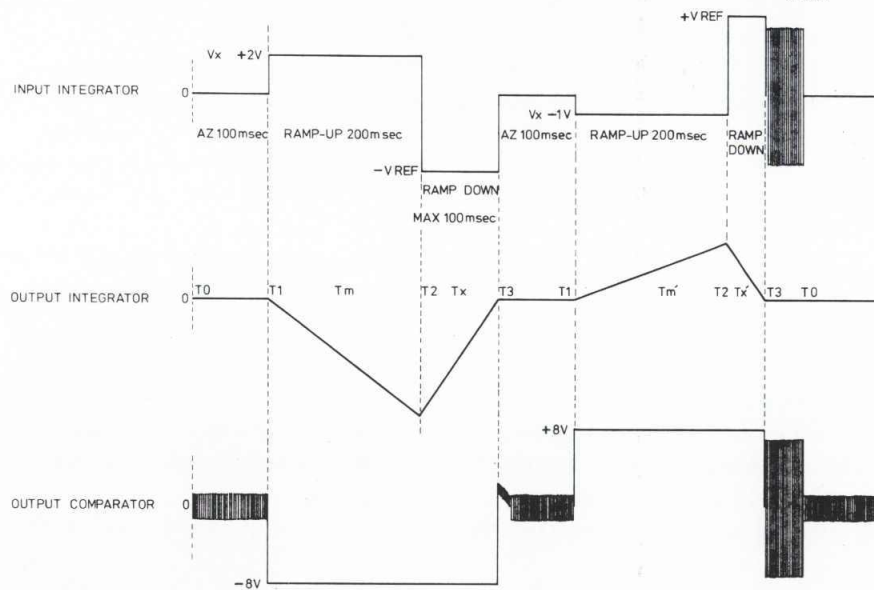 +V REF
Vx +2V
INPUT INTEGRATOR 0
Vx -1V
AZ 100msec RAMP-UP 200msec AZ 100msec RAMP-UP 200msec RAMP
DOWN
-V REF RAMP DOWN
MAX 100msec
T0 T1 Tm T2 Tx T3 T1 Tm' T2 Tx' T3 T0
OUTPUT INTEGRATOR 0
+8V
OUTPUT COMPARATOR 0
-8V